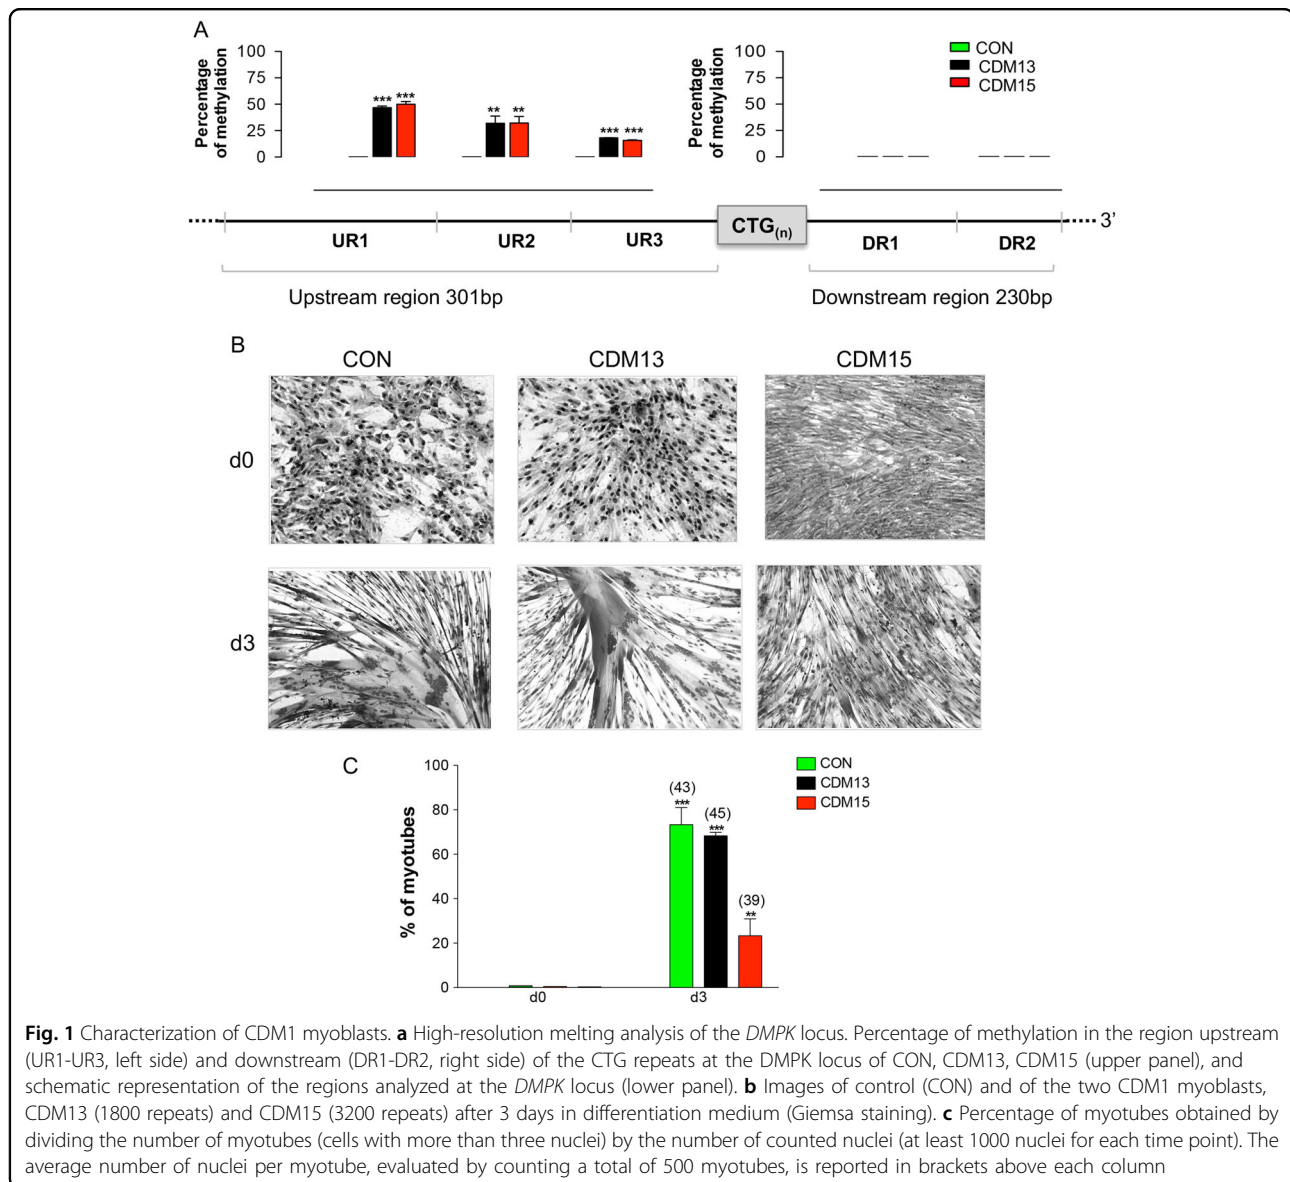 A
Percentage
of methylation
100
75
50
25
0
*** ***
** **
*** ***
Percentage
of methylation
100
75
50
25
0
CON
CDM13
CDM15
UR1 UR2 UR3 CTG(n) DR1 DR2 3’
Upstream region 301bp Downstream region 230bp
B
CON CDM13 CDM15
d0
d3
C
% of myotubes
100
80
60
40
20
0
(43)
***
(45)
***
(39)
**
d0 d3
CON
CDM13
CDM15
Fig. 1 Characterization of CDM1 myoblasts. a High-resolution melting analysis of the DMPK locus. Percentage of methylation in the region upstream
(UR1-UR3, left side) and downstream (DR1-DR2, right side) of the CTG repeats at the DMPK locus of CON, CDM13, CDM15 (upper panel), and
schematic representation of the regions analyzed at the DMPK locus (lower panel). b Images of control (CON) and of the two CDM1 myoblasts,
CDM13 (1800 repeats) and CDM15 (3200 repeats) after 3 days in differentiation medium (Giemsa staining). c Percentage of myotubes obtained by
dividing the number of myotubes (cells with more than three nuclei) by the number of counted nuclei (at least 1000 nuclei for each time point). The
average number of nuclei per myotube, evaluated by counting a total of 500 myotubes, is reported in brackets above each column